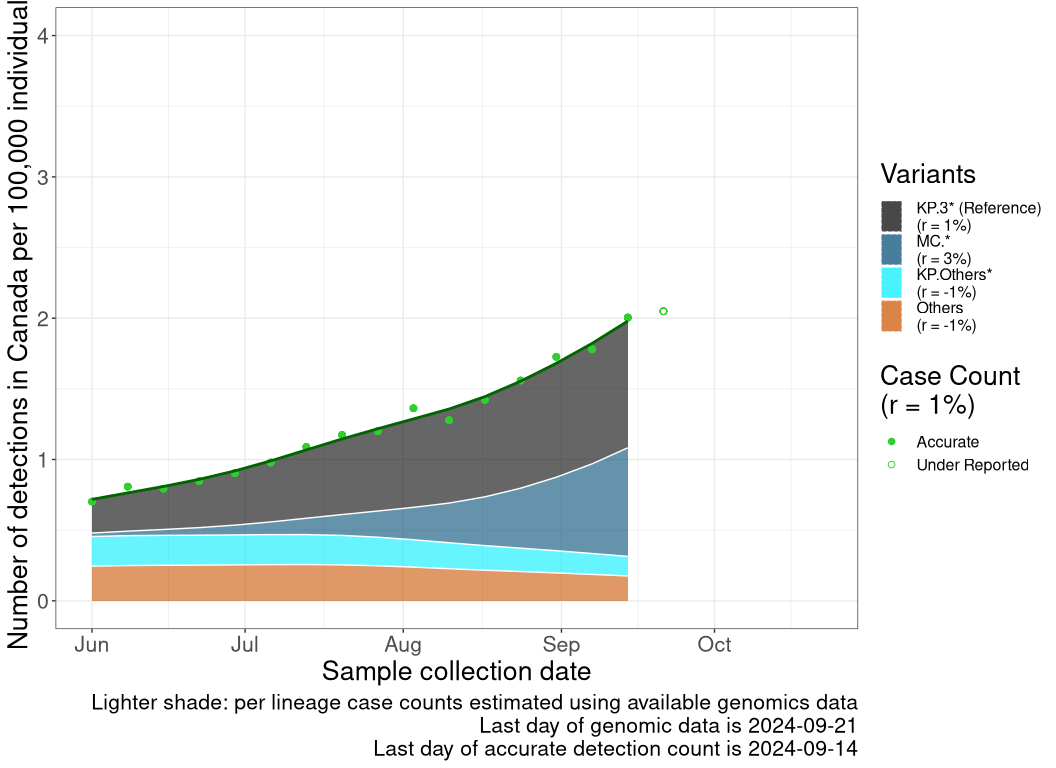 Number of detections in Canada per 100,000 individual
4
3
2
1
0
Jun
Jul
Aug
Sep
Oct
Sample collection date
Lighter shade: per lineage case counts estimated using available genomics data
Last day of genomic data is 2024-09-21
Last day of accurate detection count is 2024-09-14
Variants
KP.3* (Reference)
(r = 1%)
MC.*
(r = 3%)
KP.Others*
(r = -1%)
Others
(r = -1%)
Case Count
(r = 1%)
Accurate
Under Reported